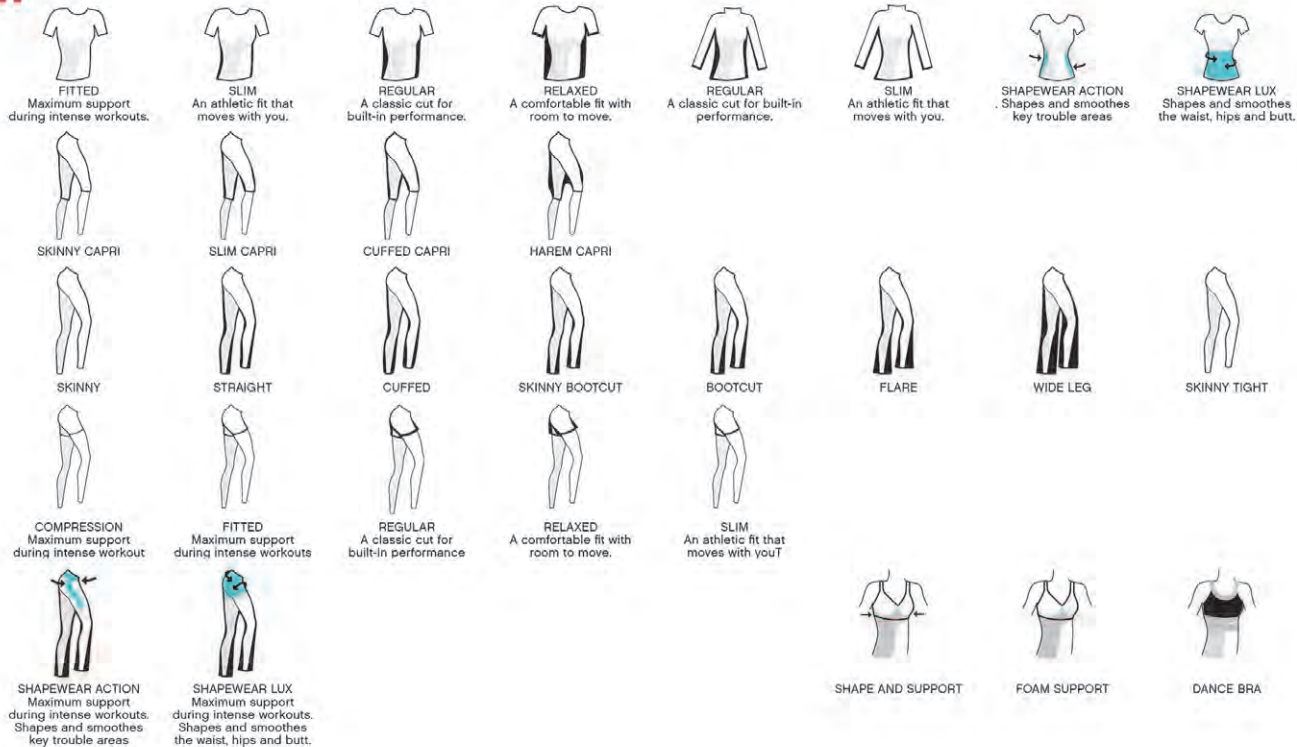 FITTED
Maximum support
during intense workouts.
SLIM
An athletic fit that
moves with you.
REGULAR
A classic cut for
built-in performance.
RELAXED
A comfortable fit with
room to move.
REGULAR
A classic cut for built-in
performance.
SLIM
An athletic fit that
moves with you.
SHAPEWEAR ACTION
. Shapes and smoothes
key trouble areas
SHAPEWEAR LUX
Shapes and smoothes
the waist, hips and butt.
SKINNY CAPRI
SLIM CAPRI
CUFFED CAPRI
HAREM CAPRI
SKINNY
STRAIGHT
CUFFED
SKINNY BOOTCUT
BOOTCUT
FLARE
WIDE LEG
SKINNY TIGHT
COMPRESSION
Maximum support
during intense workout
FITTED
Maximum support
during intense workouts
REGULAR
A classic cut for
built-in performance
RELAXED
A comfortable fit with
room to move.
SLIM
An athletic fit that
moves with youT
SHAPEWEAR ACTION
Maximum support
during intense workouts.
Shapes and smoothes
key trouble areas
SHAPEWEAR LUX
Maximum support
during intense workouts.
Shapes and smoothes
the waist, hips and butt.
SHAPE AND SUPPORT
FOAM SUPPORT
DANCE BRA